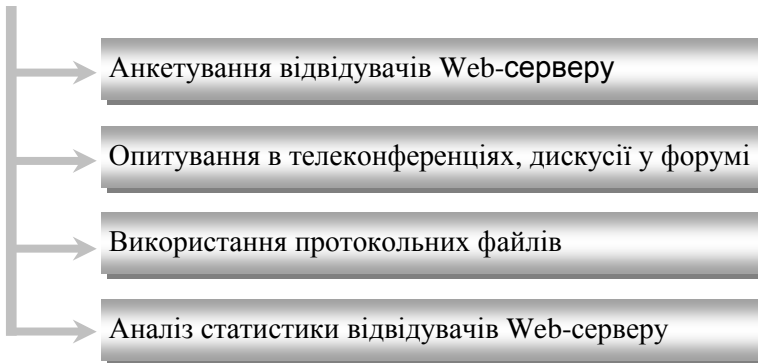 Анкетування відвідувачів Web-серверу
Опитування в телеконференціях, дискусії у форумі
Використання протокольних файлів
Аналіз статистики відвідувачів Web-серверу